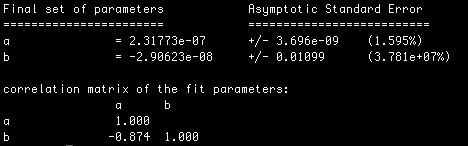 Final set of parameters            Asymptotic Standard Error
=======================            ==========================
a               = 2.31773e-07      +/- 3.696e-09    (1.595%)
b               = -2.90623e-08     +/- 0.01099      (3.781e+07%)
correlation matrix of the fit parameters:
                a      b
a               1.000
b              -0.874  1.000